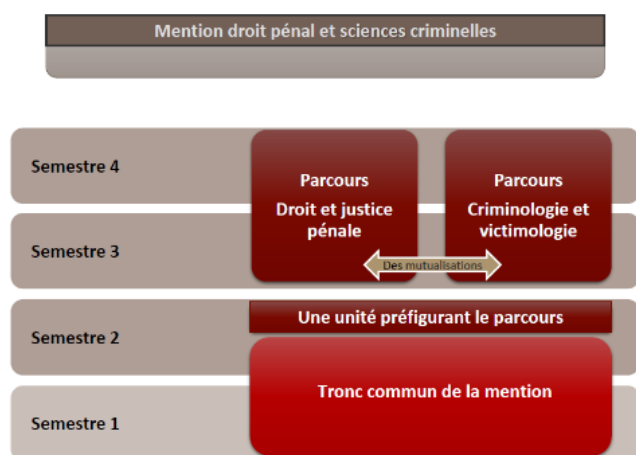 Mention droit pénal et sciences criminelles
Semestre 4
Parcours
Droit et justice
pénale
Parcours
Criminologie et
victimologie
Semestre 3
Des mutualisations
Une unité préfigurant le parcours
Semestre 2
Tronc commun de la mention
Semestre 1